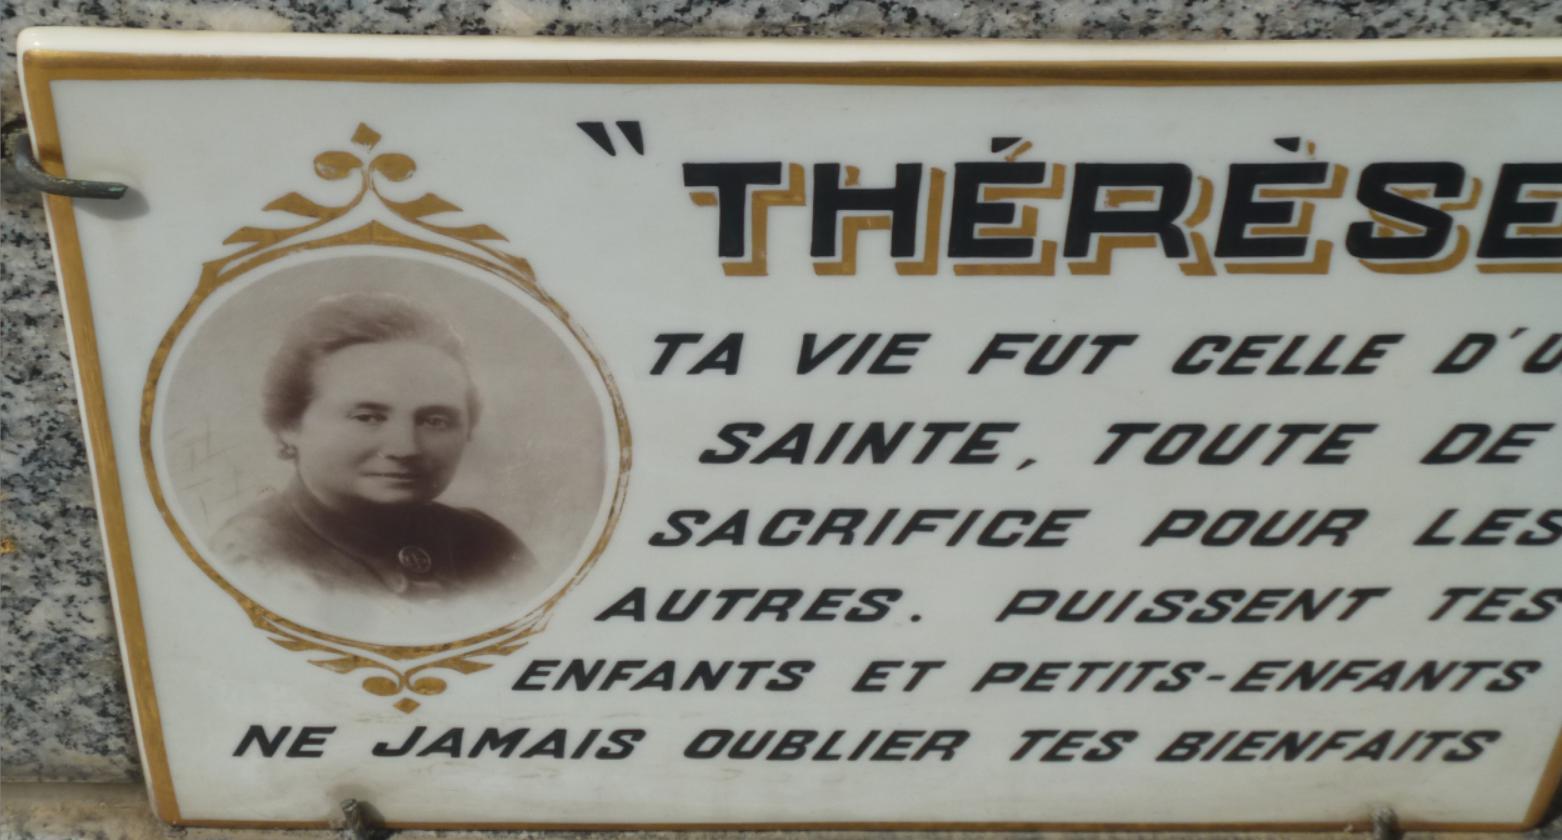 " THÉRÈSE
TA VIE FUT CELLE D'U
SAINTE, TOUTE DE
SACRIFICE POUR LES
AUTRES. PUISSENT TES
ENFANTS ET PETITS-ENFANTS
NE JAMAIS OUBLIER TES BIENFAITS